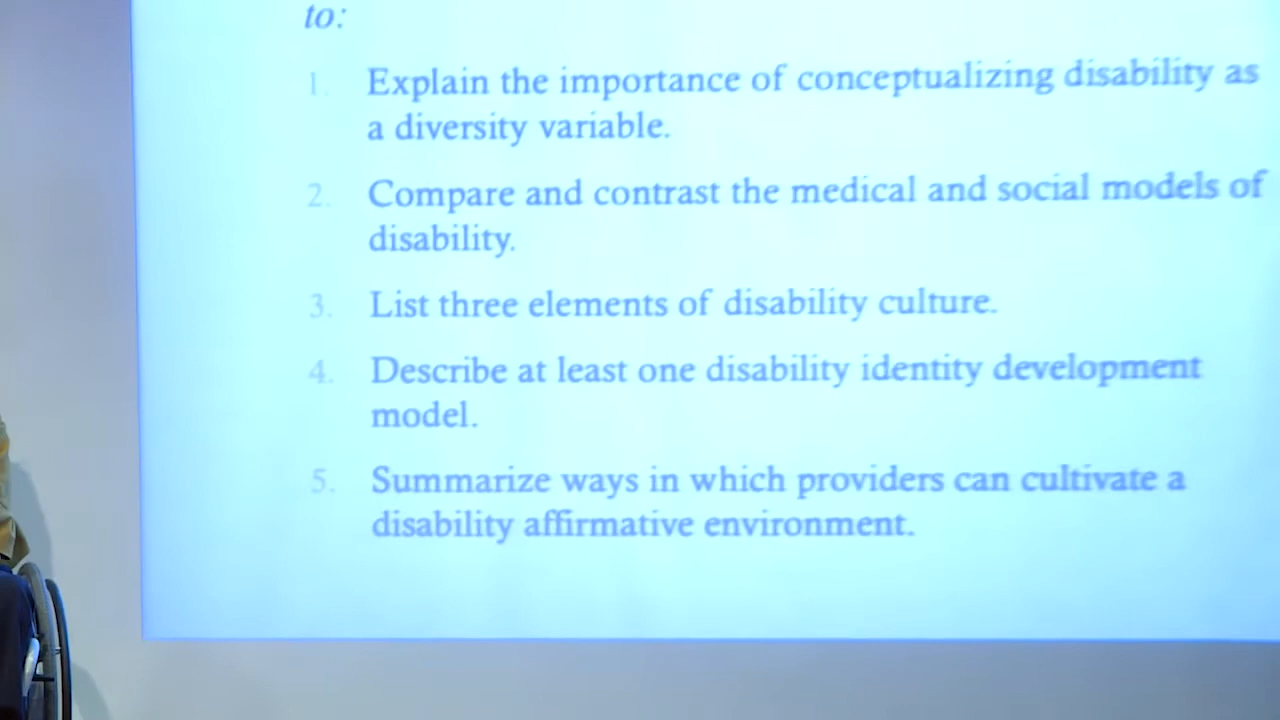 to:
1. Explain the importance of conceptualizing disability as
a diversity variable.
2. Compare and contrast the medical and social models of
disability.
3. List three elements of disability culture.
4. Describe at least one disability identity development
model.
5. Summarize ways in which providers can cultivate a
disability affirmative environment.